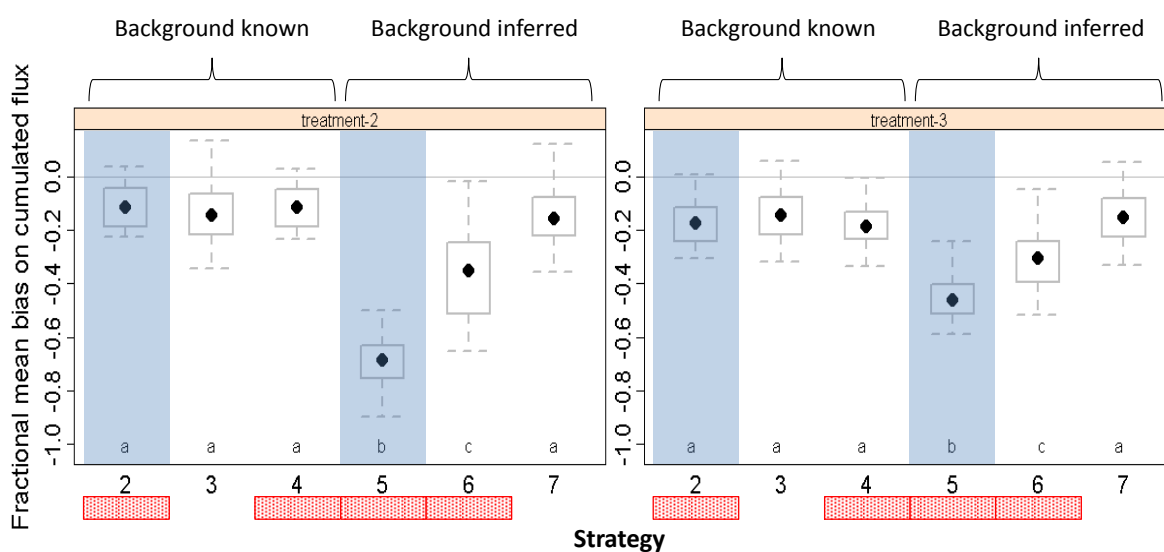 Background known
Background inferred
Background known
Background inferred
Fractional mean bias on cumulated flux
treatment-2
0.0
-0.2
-0.4
-0.6
-0.8
-1.0
a a a b c a
2 3 4 5 6 7
treatment-3
0.0
-0.2
-0.4
-0.6
-0.8
-1.0
a a a b c a
2 3 4 5 6 7
Strategy